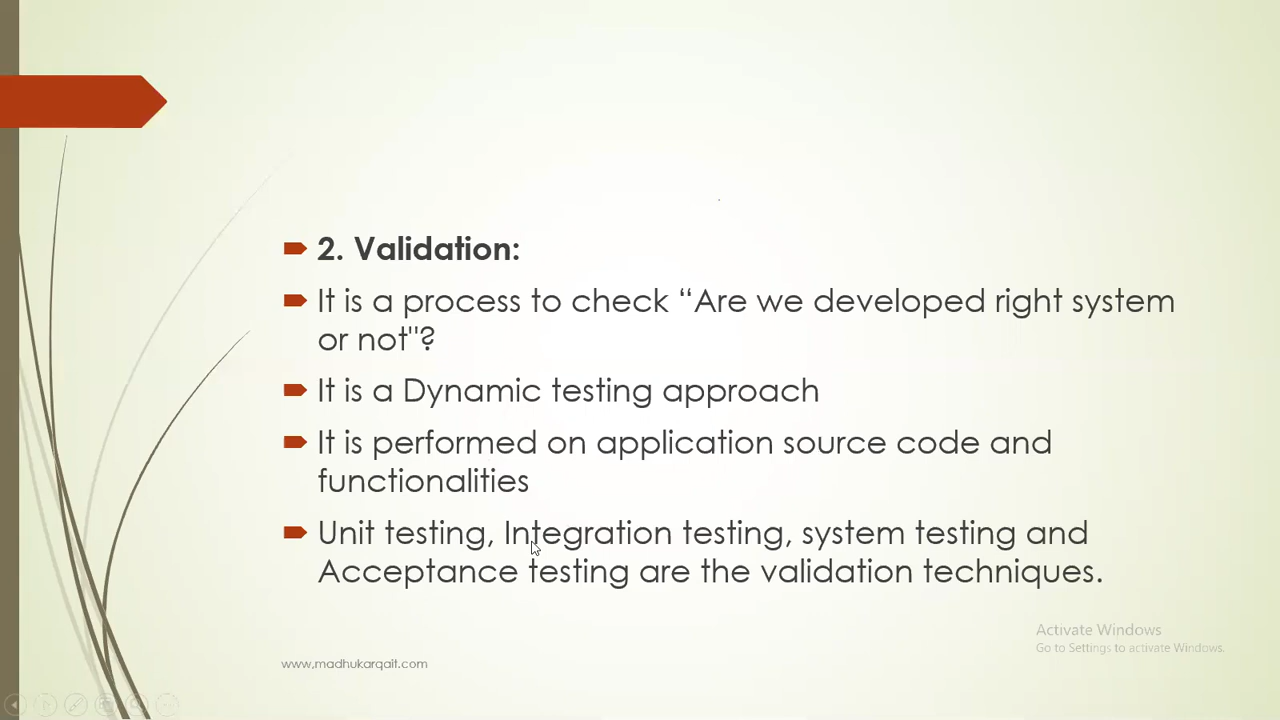 2. Validation:
It is a process to check “Are we developed right system
or not"?
It is a Dynamic testing approach
It is performed on application source code and
functionalities
Unit testing, Integration testing, system testing and
Acceptance testing are the validation techniques.
Activate Windows
Go to Settings to activate Windows.
www.madhukarqait.com